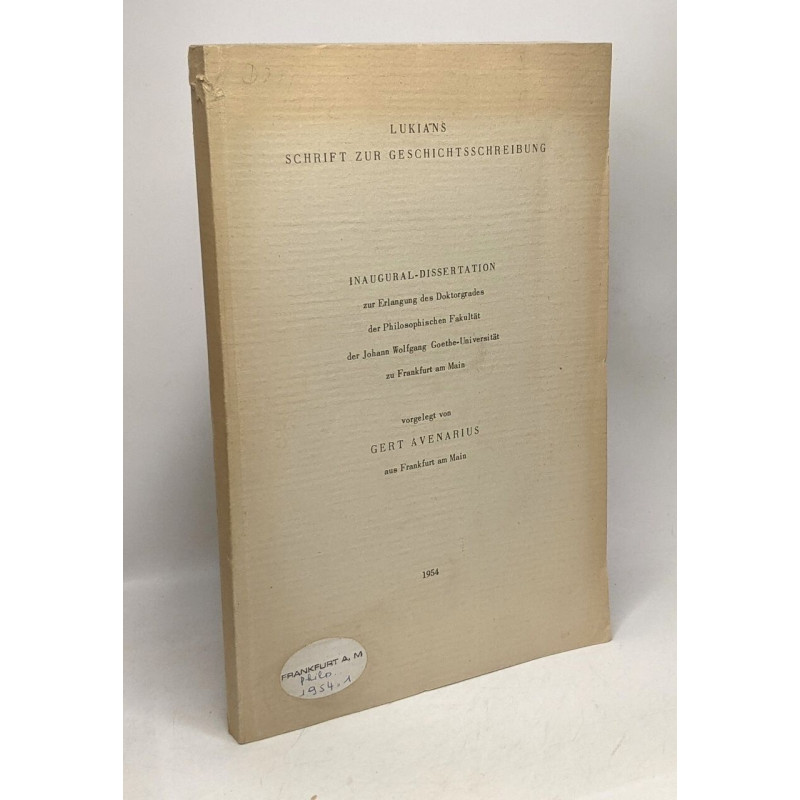 LUKIANS
SCHRIFT ZUR GESCHICHTSSCHREIBUNG
INAUGURAL-DISSERTATION
zur Erlangung des Doktorgrades
der Philosophischen Fakultät
der Johann Wolfgang Goethe-Universität
zu Frankfurt am Main
vorgelegt von
GERT AVENARIUS
aus Frankfurt am Main
1954
FRANKFURT A. M
Philo
1954.1